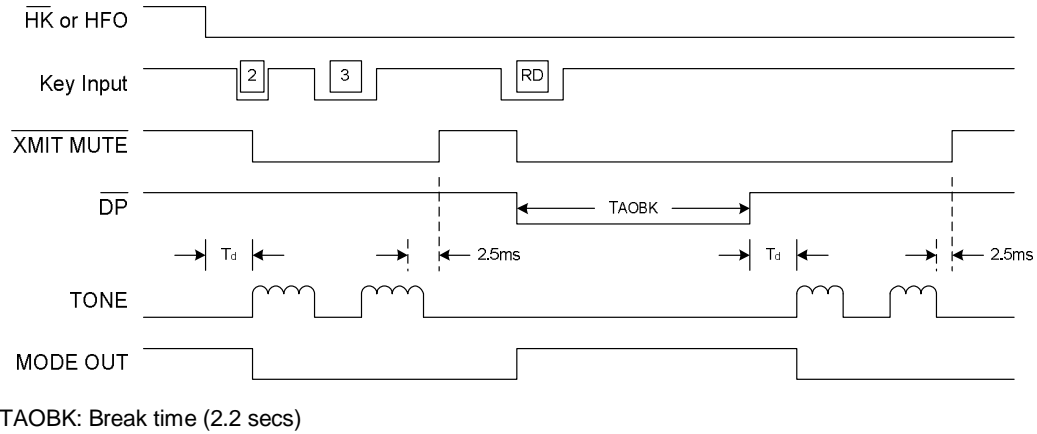 HK or HFO
Key Input 2 3 RD
XMIT MUTE
DP TAOBK
Td 2.5ms Td 2.5ms
TONE
MODE OUT
TAOBK: Break time (2.2 secs)